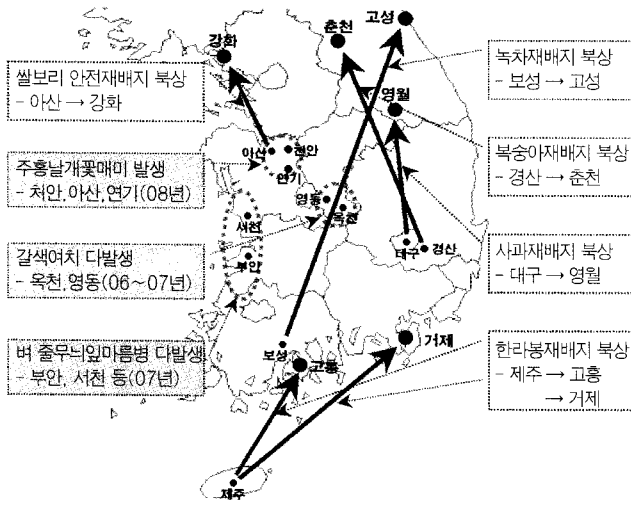 쌀보리 안전재배지 북상
- 아산 → 강화
주홍날개꽃매미 발생
- 처안,아산,연기(08년)
갈색여치 다발생
- 옥천,영동(06~07년)
벼 줄무늬잎마름병 다발생
- 부안, 서천 등(07년)
강화
춘천
고성
영월
아산
천안
연기
영동
옥천
서천
부안
대구
경산
보성
고흥
거제
제주
녹차재배지 북상
- 보성 → 고성
복숭아재배지 북상
- 경산 → 춘천
사과재배지 북상
- 대구 → 영월
한라봉재배지 북상
- 제주 → 고흥
→ 거제